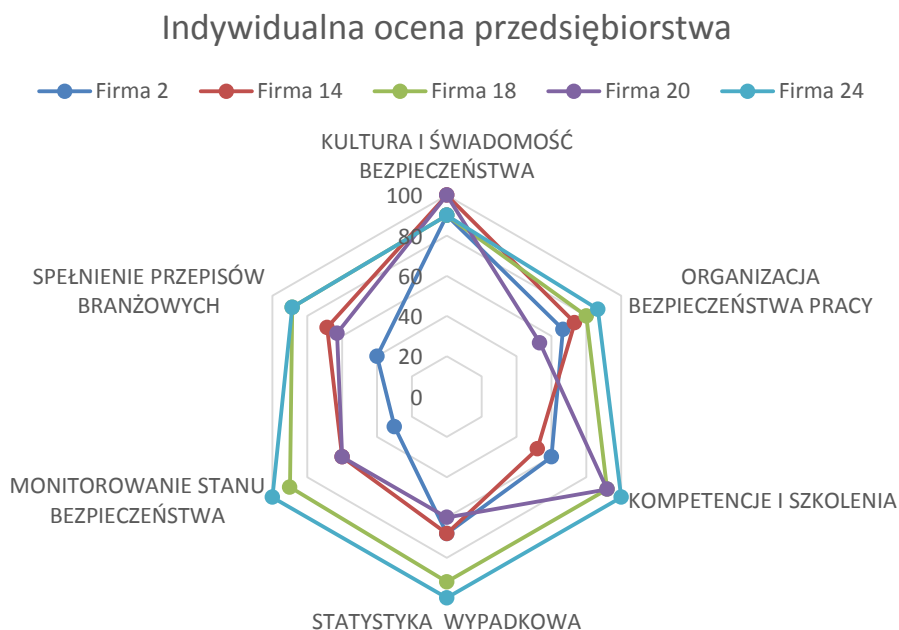 Indywidualna ocena przedsiębiorstwa
Firma 2 Firma 14 Firma 18 Firma 20 Firma 24
KULTURA I ŚWIADOMOŚĆ
BEZPIECZEŃSTWA
100
80
60
40
20
0
ORGANIZACJA
BEZPIECZEŃSTWA PRACY
KOMPETENCJE I SZKOLENIA
STATYSTYKA WYPADKOWA
MONITOROWANIE STANU
BEZPIECZEŃSTWA
SPEŁNIENIE PRZEPISÓW
BRANŻOWYCH